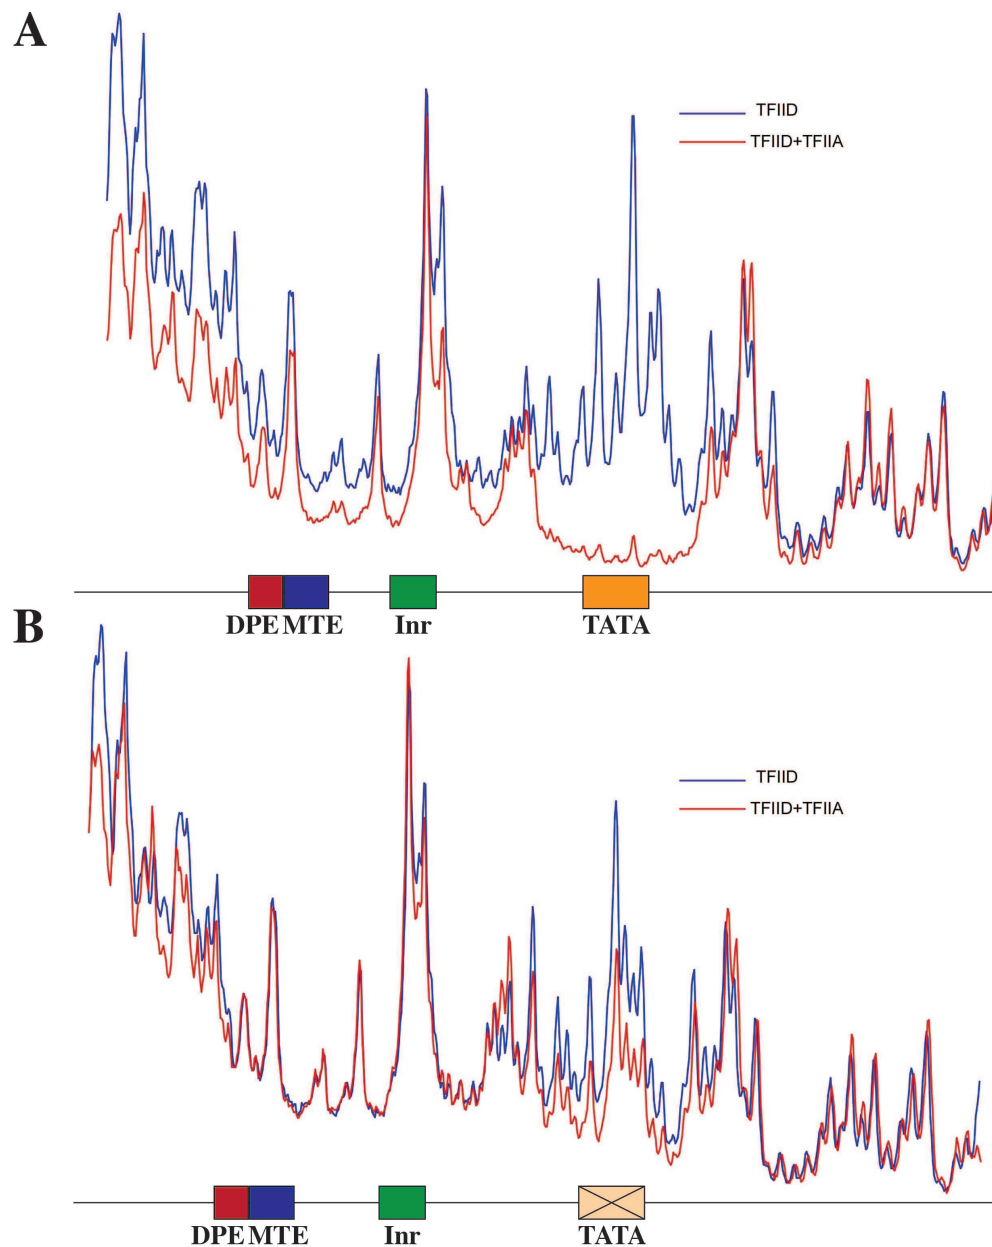 A
TFIID
TFIID+TFIIA
DPE MTE Inr TATA
B
TFIID
TFIID+TFIIA
DPE MTE Inr TATA